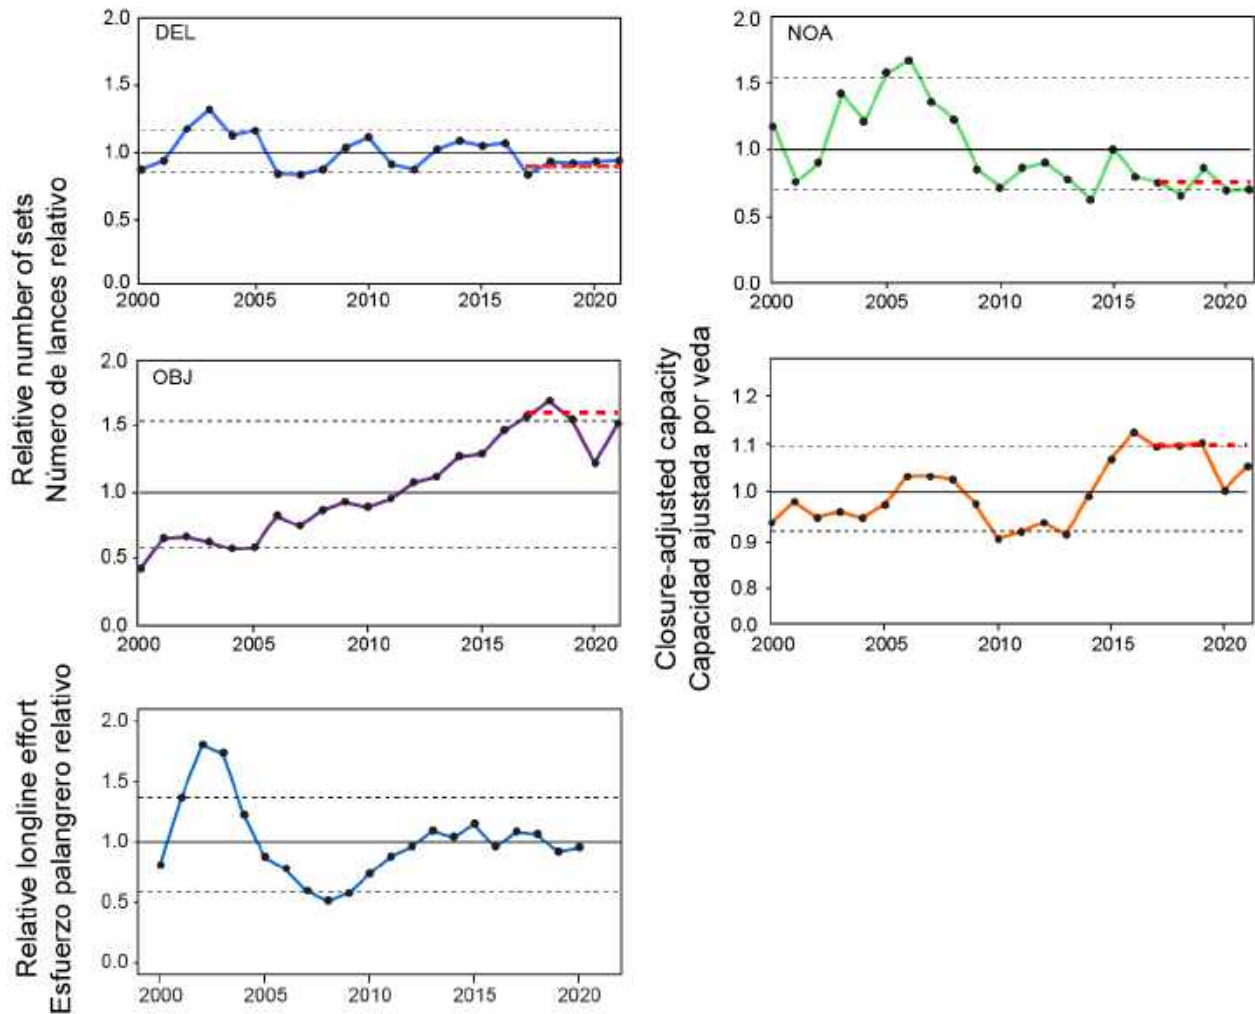 Relative number of sets
Número de lances relativo
DEL
2.0
1.5
1.0
0.5
0.0
2000 2005 2010 2015 2020
NOA
2.0
1.5
1.0
0.5
0.0
2000 2005 2010 2015 2020
OBJ
2.0
1.5
1.0
0.5
0.0
2000 2005 2010 2015 2020
Closure-adjusted capacity
Capacidad ajustada por veda
1.2
1.1
1.0
0.9
0.8
0.0
2000 2005 2010 2015 2020
Relative longline effort
Esfuerzo palangrero relativo
2.0
1.5
1.0
0.5
0.0
2000 2005 2010 2015 2020